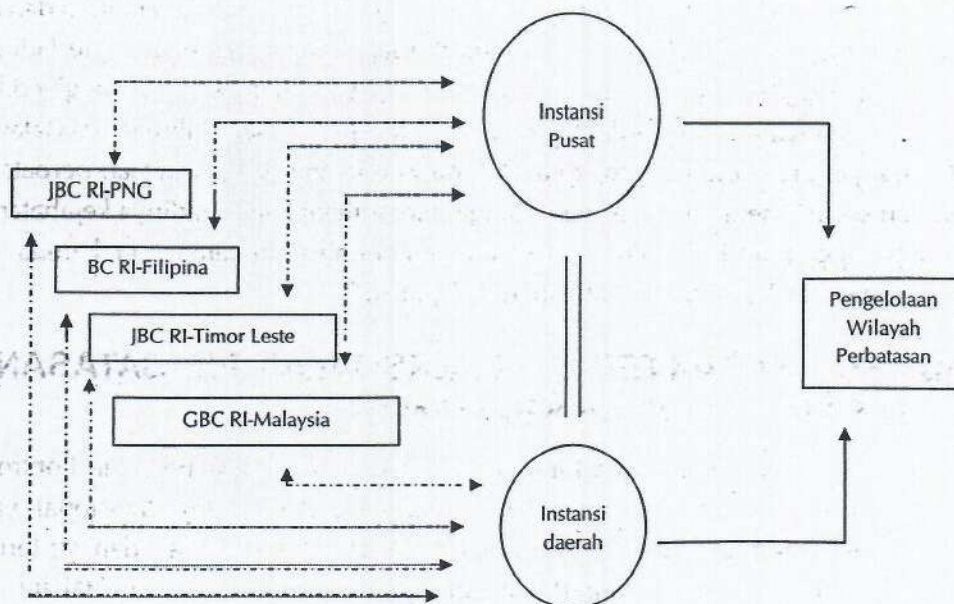 Instansi
Pusat
JBC RI-PNG
BC RI-Filipina
JBC RI-Timor Leste
GBC RI-Malaysia
Pengelolaan
Wilayah
Perbatasan
Instansi
daerah